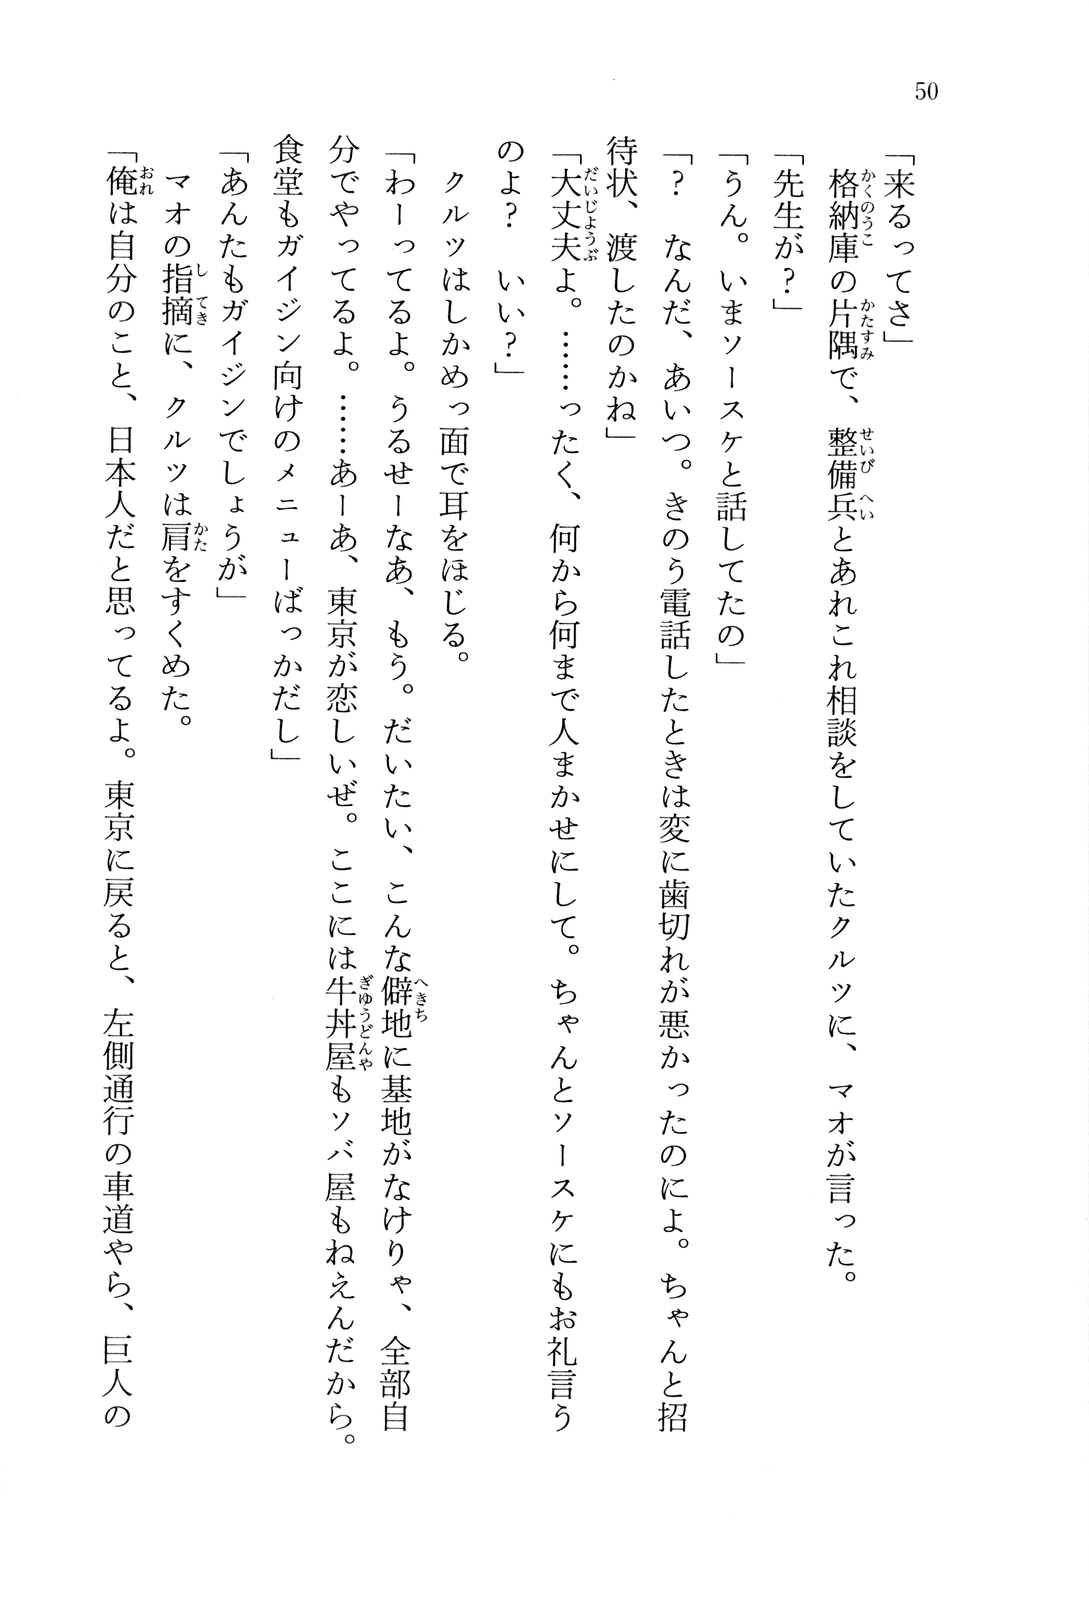 50
「来るってさ」
格納庫の片隅で、整備兵とあれこれ相談をしていたクルツに、マオが言った。
「先生が？」
「うん。いまソースケと話してたの」
「？　なんだ、あいつ。きのう電話したときは変に歯切れが悪かったのによ。ちゃんと招
待状、渡したのかね」
「大丈夫よ。……ったく、何から何まで人まかせにして。ちゃんとソースケにもお礼言う
のよ？　いい？」
クルツはしかめっ面で耳をほじる。
「わーってるよ。うるせーなあ、もう。だいたい、こんな僻地に基地がなけりゃ、全部自
分でやってるよ。……あーあ、東京が恋しいぜ。ここには牛丼屋もソバ屋もねえんだから。
食堂もガイジン向けのメニューばっかだし」
「あんたもガイジンでしょうが」
マオの指摘に、クルツは肩をすくめた。
「俺は自分のこと、日本人だと思ってるよ。東京に戻ると、左側通行の車道やら、巨人の